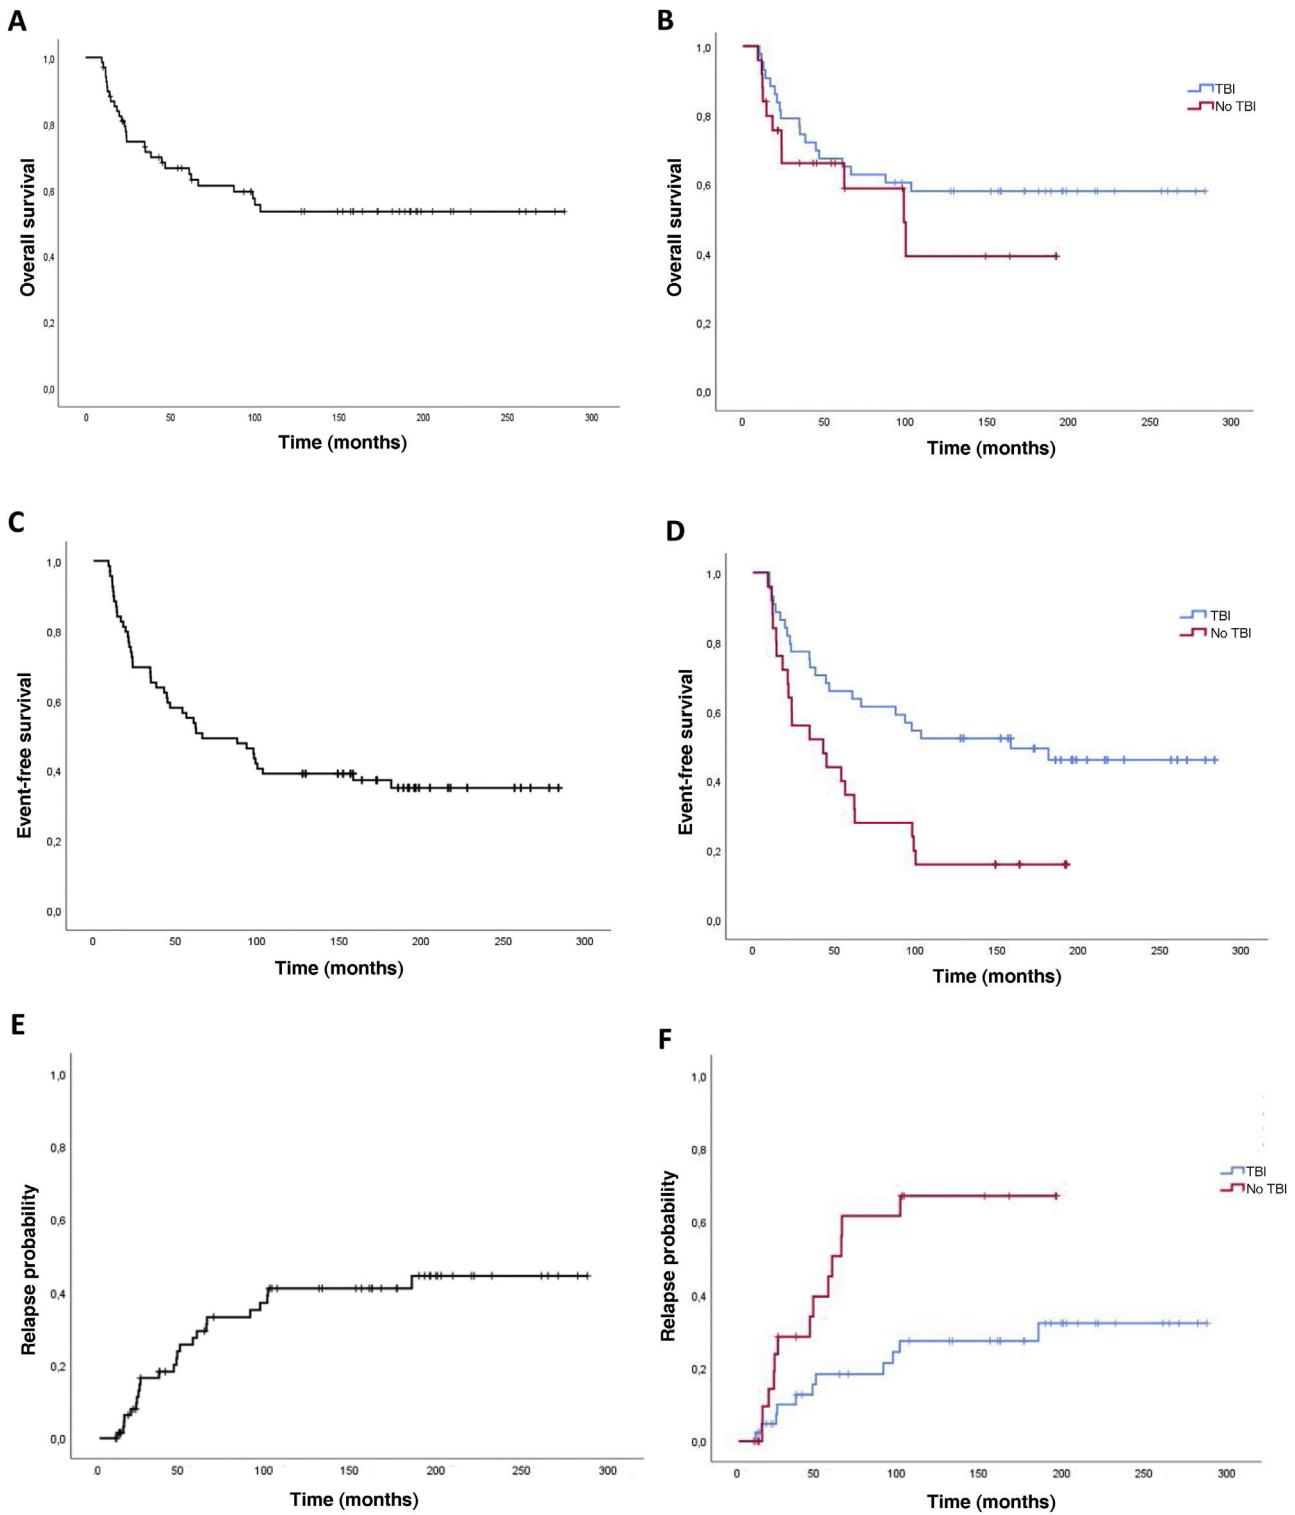 A
1,0
0,8
0,6
0,4
0,2
0,0
Overall survival
0 50 100 150 200 250 300
Time (months)
B
1,0
0,8
0,6
0,4
0,2
0,0
Overall survival
TBI
No TBI
0 50 100 150 200 250 300
Time (months)
C
1,0
0,8
0,6
0,4
0,2
0,0
Event-free survival
0 50 100 150 200 250 300
Time (months)
D
1,0
0,8
0,6
0,4
0,2
0,0
Event-free survival
TBI
No TBI
0 50 100 150 200 250 300
Time (months)
E
1,0
0,8
0,6
0,4
0,2
0,0
Relapse probability
0 50 100 150 200 250 300
Time (months)
F
1,0
0,8
0,6
0,4
0,2
0,0
Relapse probability
TBI
No TBI
0 50 100 150 200 250 300
Time (months)